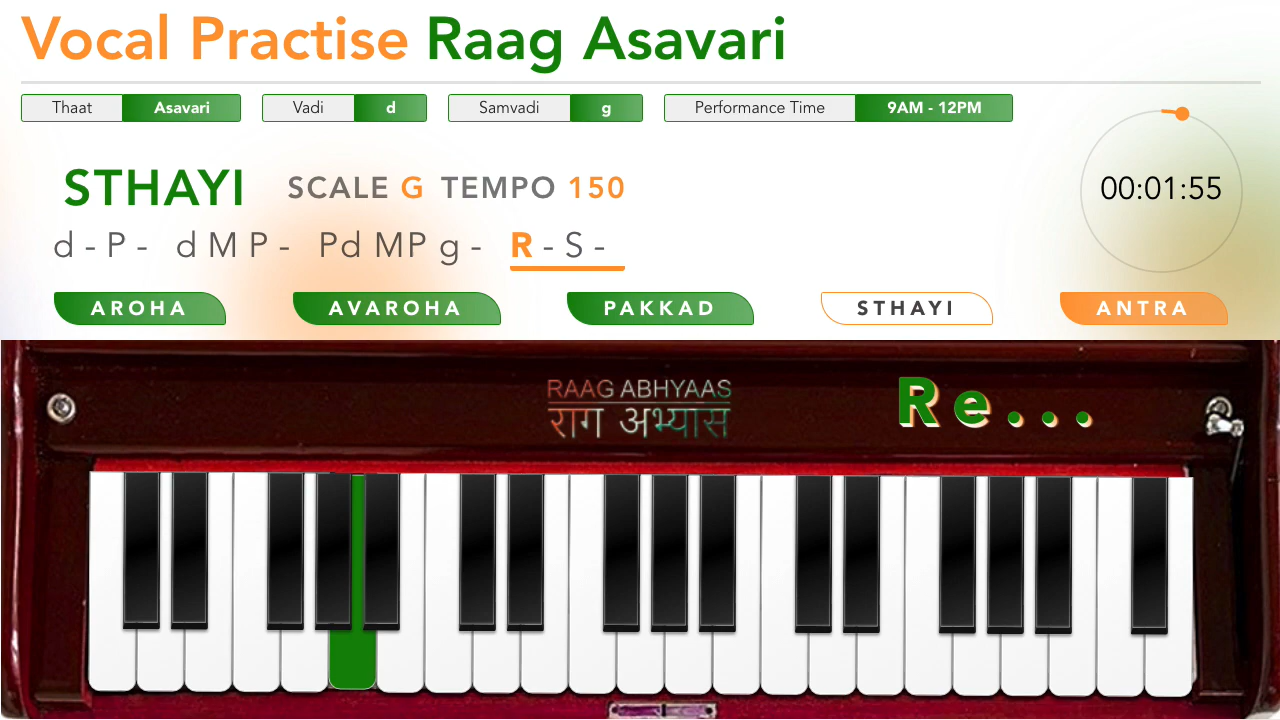 Vocal Practise Raag Asavari
Thaat Asavari Vadi d Samvadi g Performance Time 9AM - 12PM
STHAYI SCALE G TEMPO 150
00:01:55
d - P - d M P - Pd MP g - R - S -
AROHA AVAROHA PAKKAD STHAYI ANTRA
RAAG ABHYAAS
राग अभ्यास
Re...